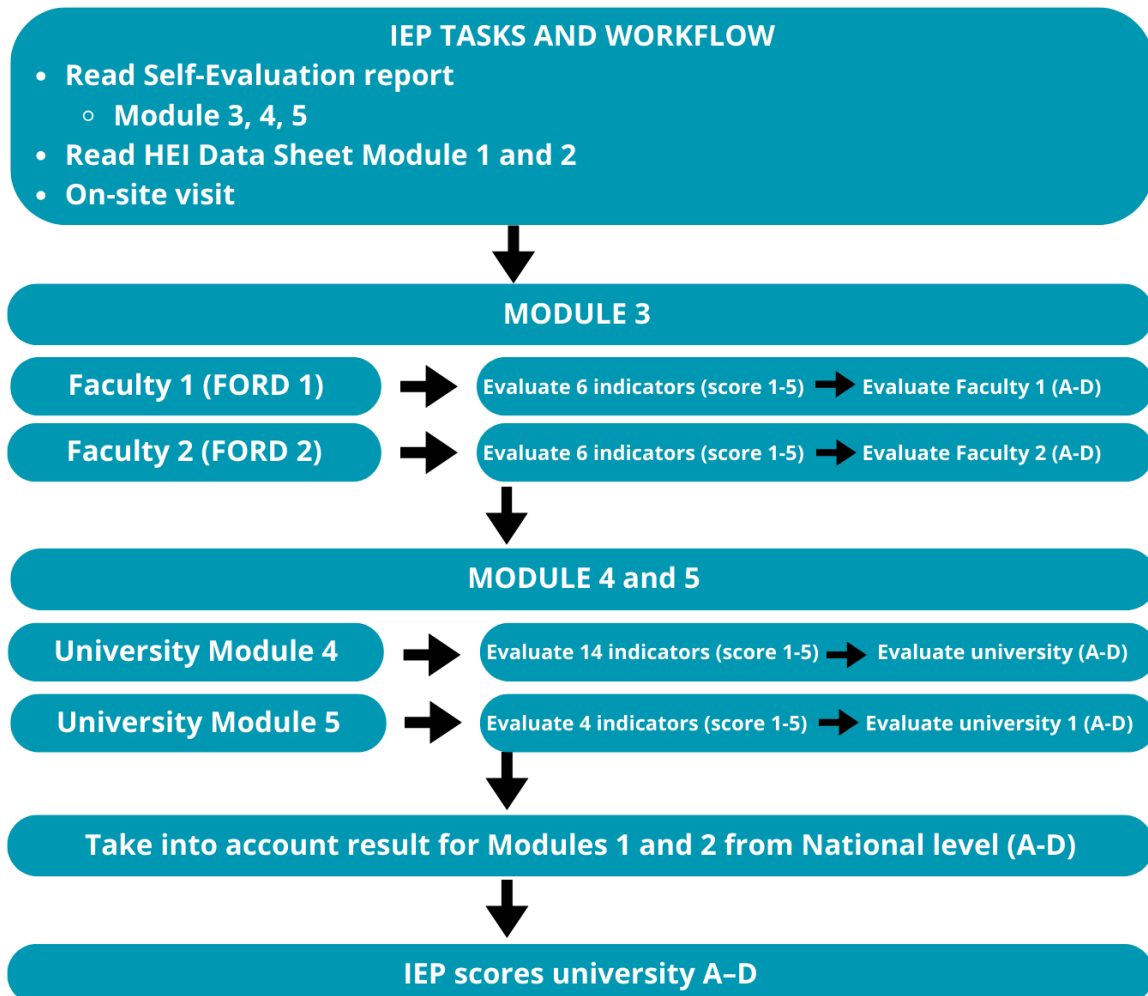 IEP TASKS AND WORKFLOW
• Read Self-Evaluation report
◦ Module 3, 4, 5
• Read HEI Data Sheet Module 1 and 2
• On-site visit
MODULE 3
Faculty 1 (FORD 1)
Evaluate 6 indicators (score 1-5)
Evaluate Faculty 1 (A-D)
Faculty 2 (FORD 2)
Evaluate 6 indicators (score 1-5)
Evaluate Faculty 2 (A-D)
MODULE 4 and 5
University Module 4
Evaluate 14 indicators (score 1-5)
Evaluate university (A-D)
University Module 5
Evaluate 4 indicators (score 1-5)
Evaluate university 1 (A-D)
Take into account result for Modules 1 and 2 from National level (A-D)
IEP scores university A–D